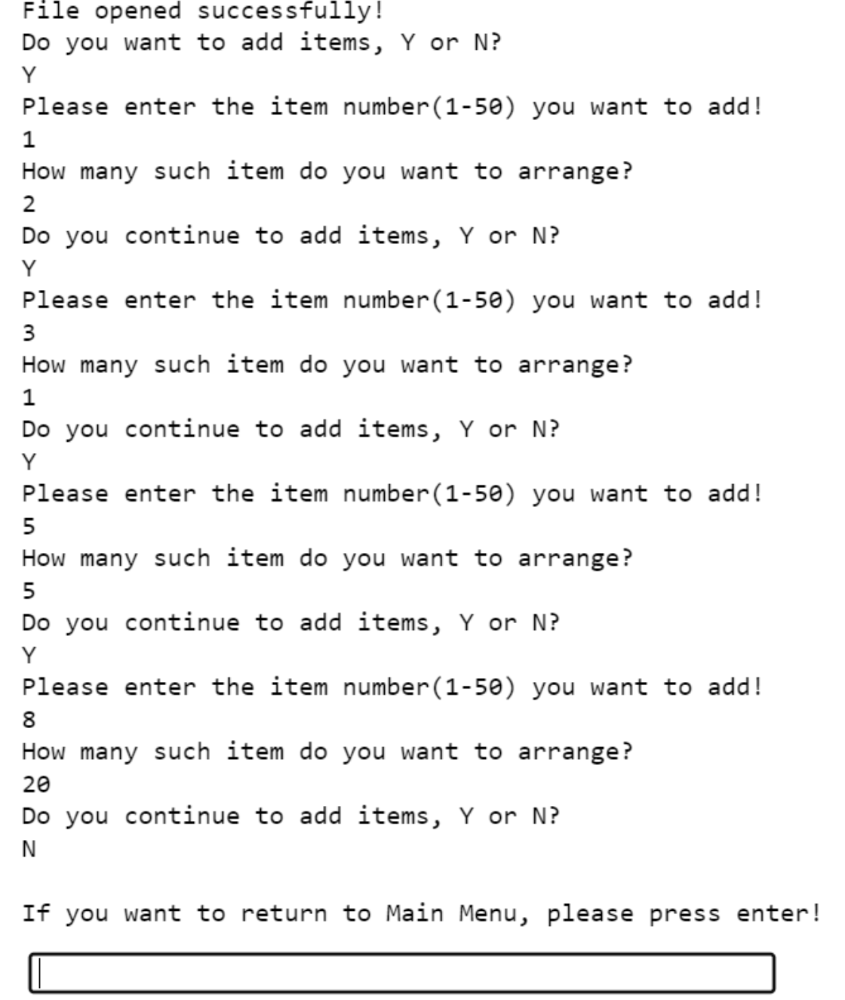 File opened successfully!
Do you want to add items, Y or N?
Y
Please enter the item number(1-50) you want to add!
1
How many such item do you want to arrange?
2
Do you continue to add items, Y or N?
Y
Please enter the item number(1-50) you want to add!
3
How many such item do you want to arrange?
1
Do you continue to add items, Y or N?
Y
Please enter the item number(1-50) you want to add!
5
How many such item do you want to arrange?
5
Do you continue to add items, Y or N?
Y
Please enter the item number(1-50) you want to add!
8
How many such item do you want to arrange?
20
Do you continue to add items, Y or N?
N
If you want to return to Main Menu, please press enter!